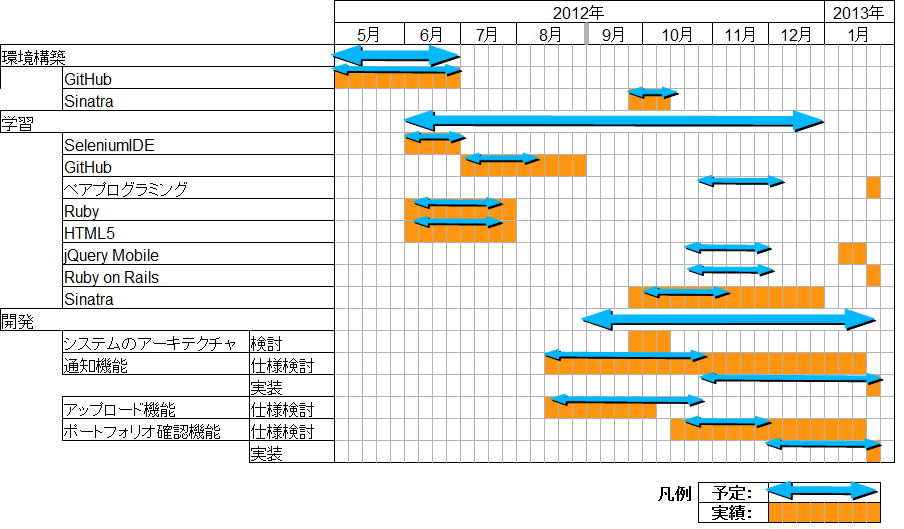 2012年 2013年
5月 6月 7月 8月 9月 10月 11月 12月 1月
環境構築
GitHub
Sinatra
学習
SeleniumIDE
GitHub
ペアプログラミング
Ruby
HTML5
jQuery Mobile
Ruby on Rails
Sinatra
開発
システムのアーキテクチャ 検討
通知機能 仕様検討
実装
アップロード機能 仕様検討
ポートフォリオ確認機能 仕様検討
実装
凡例 予定:
実績: